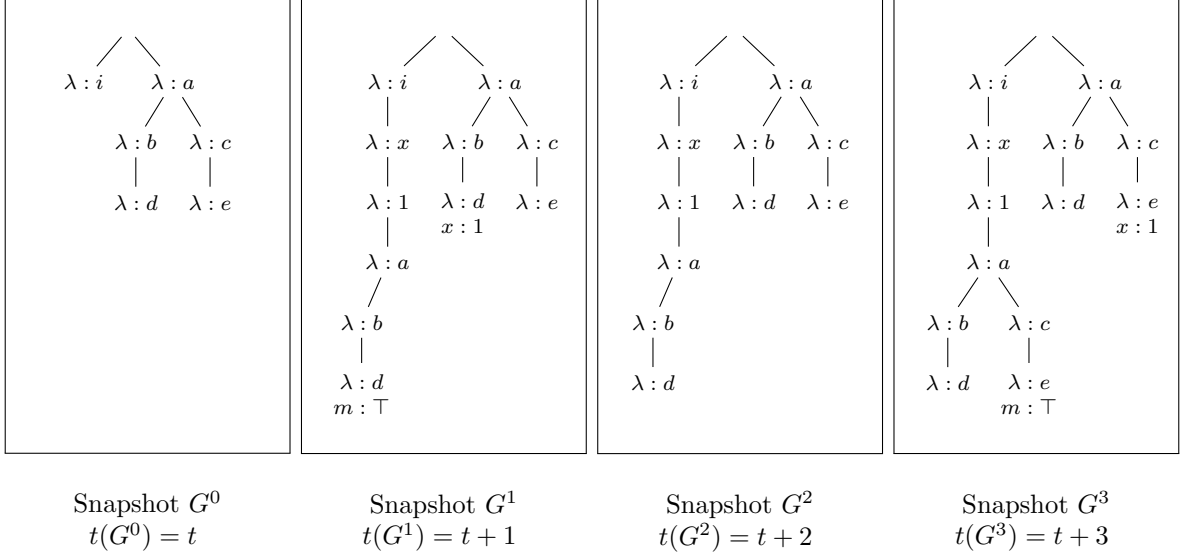 λ : i λ : a λ : i λ : a λ : i λ : a λ : i λ : a
λ : b λ : c λ : x λ : b λ : c λ : x λ : b λ : c λ : x λ : b λ : c
λ : d λ : e λ : 1 λ : d λ : e λ : 1 λ : d λ : e λ : 1 λ : d λ : e
x : 1 x : 1
λ : a λ : a λ : a
λ : b λ : b λ : b λ : c
λ : d λ : d λ : d λ : e
m : ⊤ m : ⊤
Snapshot G⁰ Snapshot G¹ Snapshot G² Snapshot G³
t(G⁰) = t t(G¹) = t + 1 t(G²) = t + 2 t(G³) = t + 3